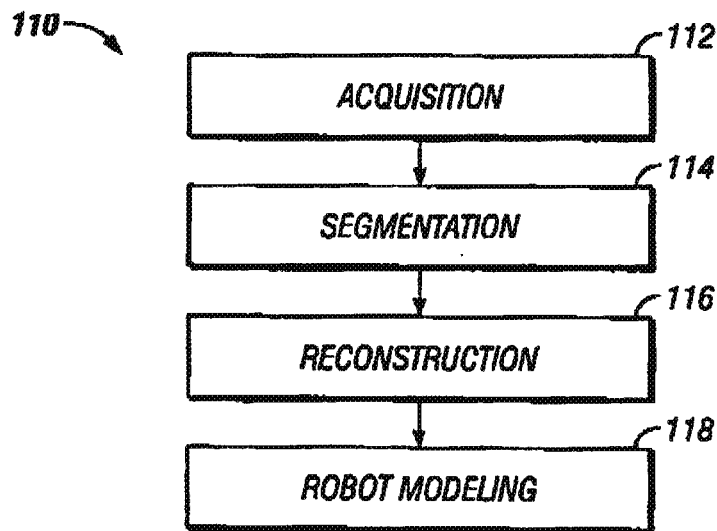 110
112
ACQUISITION
114
SEGMENTATION
116
RECONSTRUCTION
118
ROBOT MODELING